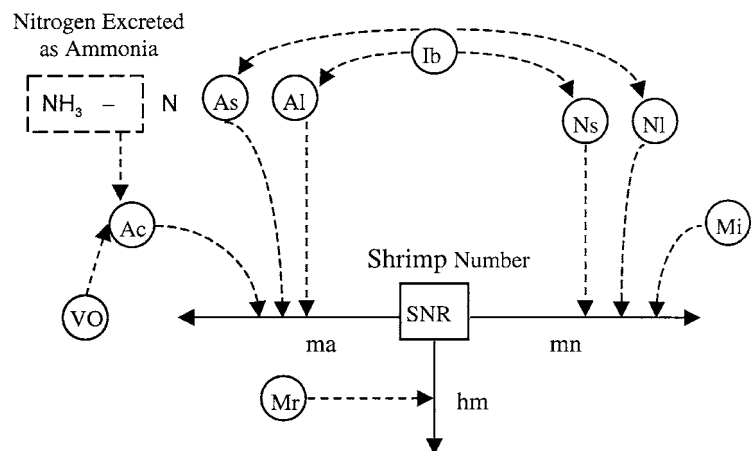 Nitrogen Excreted
as Ammonia
NH₃ – N
As
Al
Ib
Ns
Nl
Ac
Mi
VO
Shrimp Number
SNR
ma
mn
Mr
hm